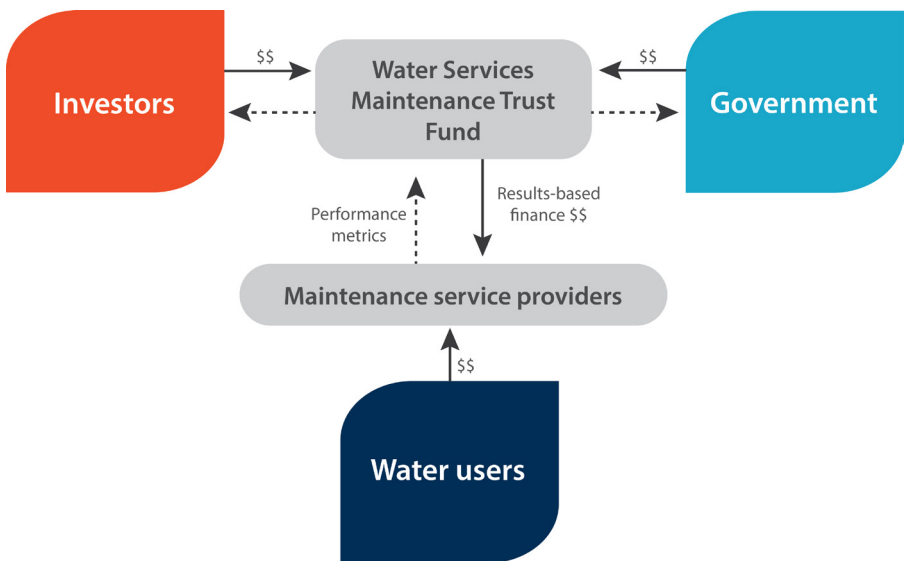 $$
$$
Water Services
Maintenance Trust
Fund
Investors
Government
Results-based
finance $$
Performance
metrics
Maintenance service providers
$$
Water users